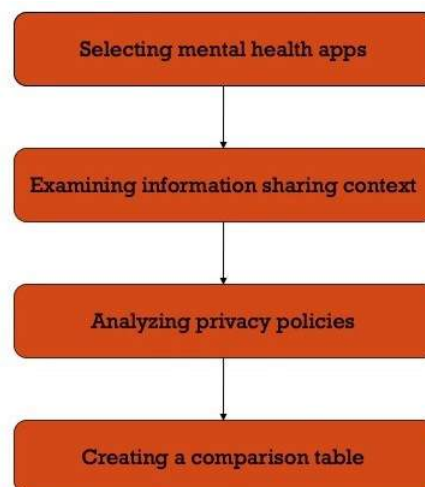 Selecting mental health apps
Examining information sharing context
Analyzing privacy policies
Creating a comparison table